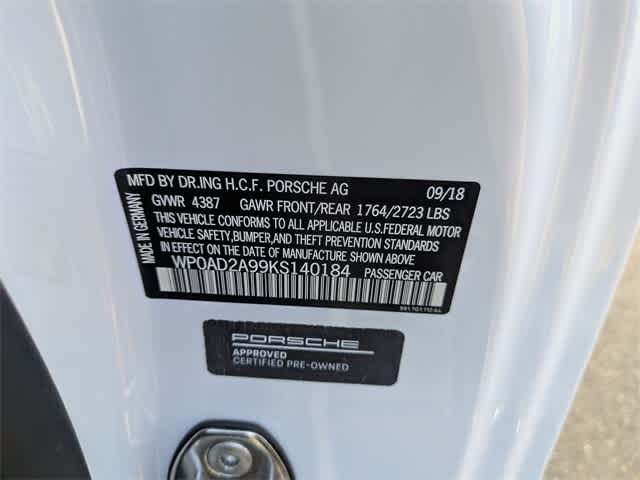 MFD BY DR.ING H.C.F. PORSCHE AG 09/18
GVWR 4387 GAWR FRONT/REAR 1764/2723 LBS
THIS VEHICLE CONFORMS TO ALL APPLICABLE U.S.FEDERAL MOTOR
VEHICLE SAFETY,BUMPER,AND THEFT PREVENTION STANDARDS
IN EFFECT ON THE DATE OF MANUFACTURE SHOWN ABOVE
WP0AD2A99KS140184 PASSENGER CAR
MADE IN GERMANY
PORSCHE
APPROVED
CERTIFIED PRE-OWNED